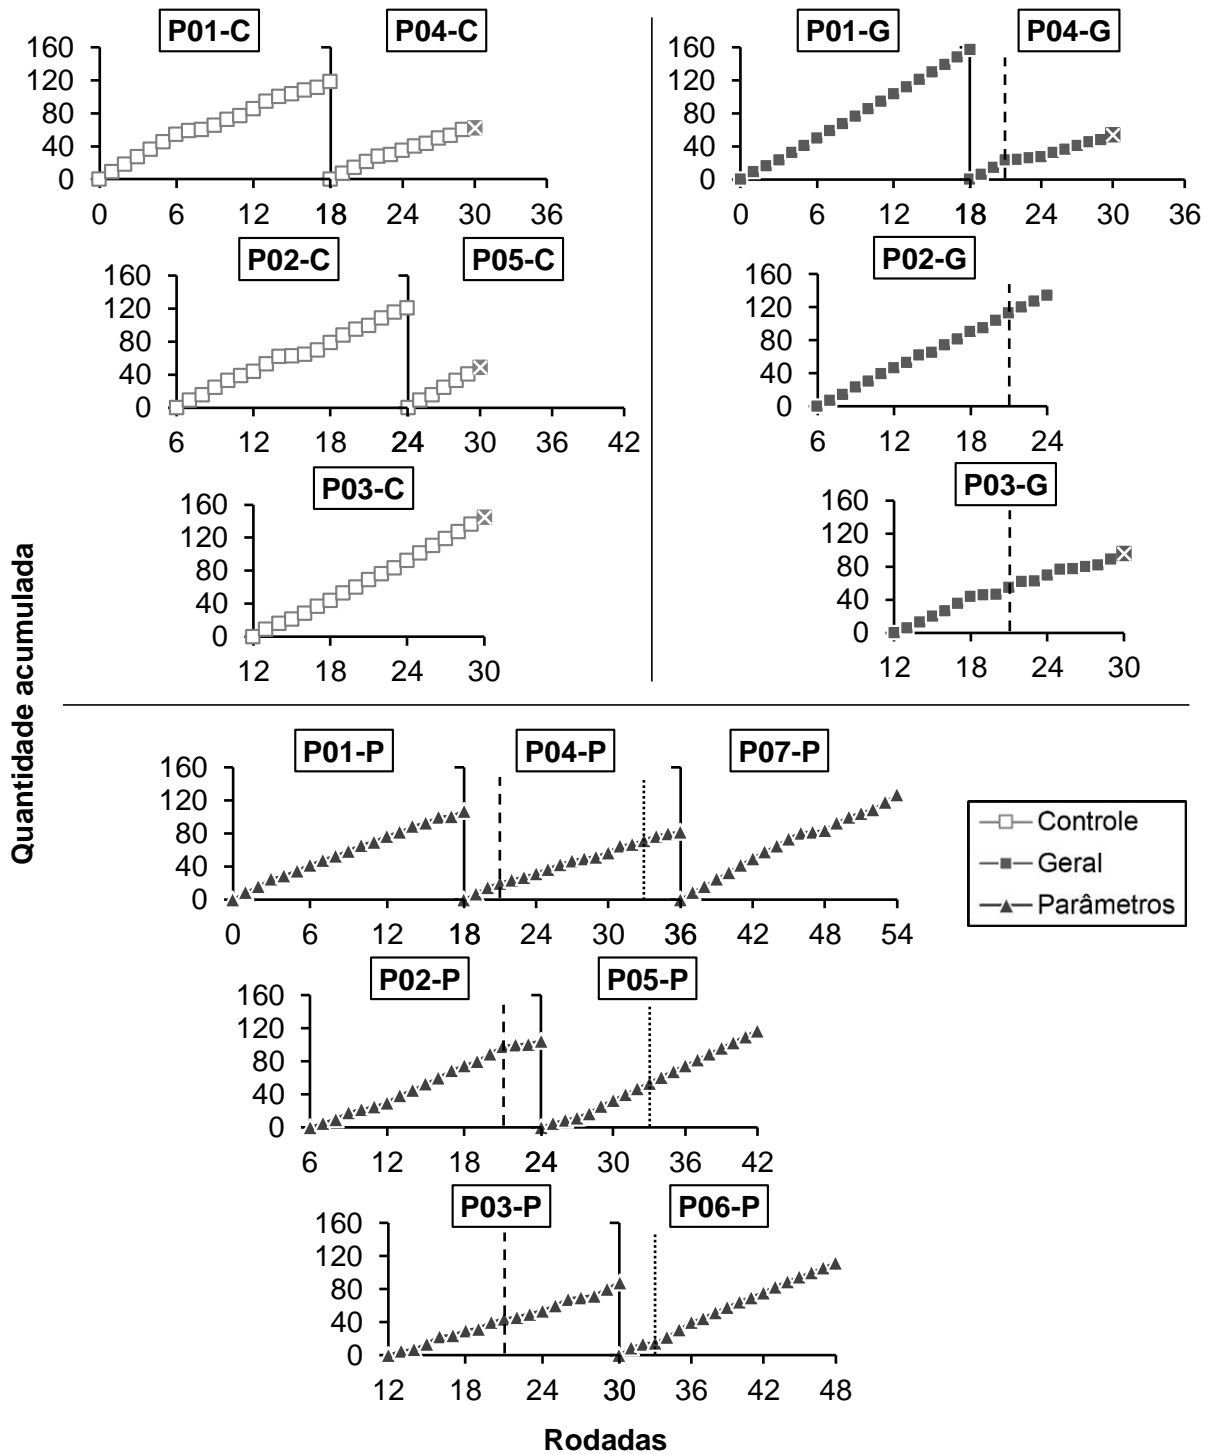 P01-C P04-C P01-G P04-G
160 160
120 120
80 80
40 40
0 0
0 6 12 18 24 30 36 0 6 12 18 24 30 36
P02-C P05-C P02-G
160 160
120 120
80 80
40 40
0 0
6 12 18 24 30 36 42 6 12 18 24
P03-C P03-G
160 160
120 120
80 80
40 40
0 0
12 18 24 30 12 18 24 30
Quantidade acumulada
P01-P P04-P P07-P
160
120
80
40
0
0 6 12 18 24 30 36 42 48 54
Controle
Geral
Parâmetros
P02-P P05-P
160
120
80
40
0
6 12 18 24 30 36 42
P03-P P06-P
160
120
80
40
0
12 18 24 30 36 42 48
Rodadas